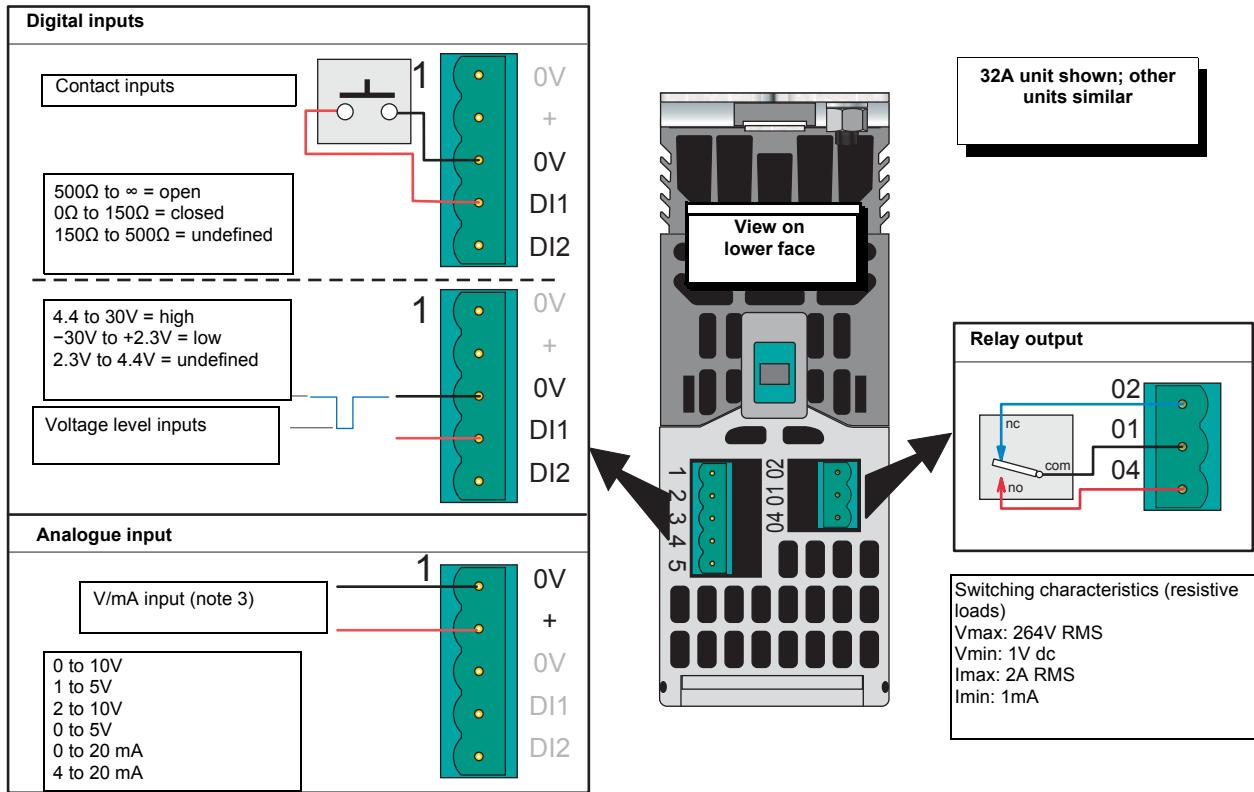 Digital inputs
Contact inputs
1
0V
+
0V
DI1
DI2
500Ω to ∞ = open
0Ω to 150Ω = closed
150Ω to 500Ω = undefined
4.4 to 30V = high
−30V to +2.3V = low
2.3V to 4.4V = undefined
Voltage level inputs
1
0V
+
0V
DI1
DI2
Analogue input
V/mA input (note 3)
1
0V
+
0V
DI1
DI2
0 to 10V
1 to 5V
2 to 10V
0 to 5V
0 to 20 mA
4 to 20 mA
32A unit shown; other
units similar
View on
lower face
1
2
3
4
5
04 01 02
Relay output
02
01
04
nc
com
no
Switching characteristics (resistive
loads)
Vmax: 264V RMS
Vmin: 1V dc
Imax: 2A RMS
Imin: 1mA